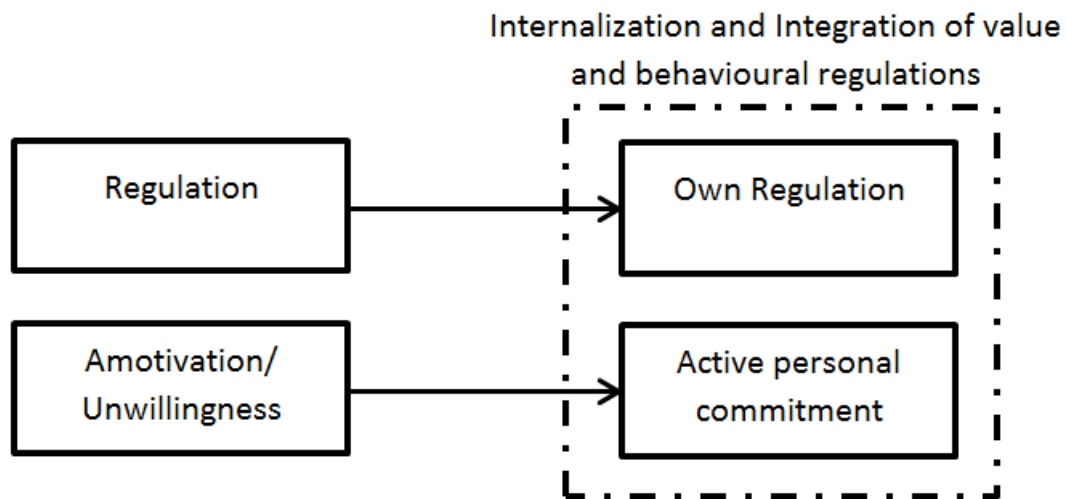 Internalization and Integration of value
and behavioural regulations
Regulation
Own Regulation
Amotivation/
Unwillingness
Active personal
commitment